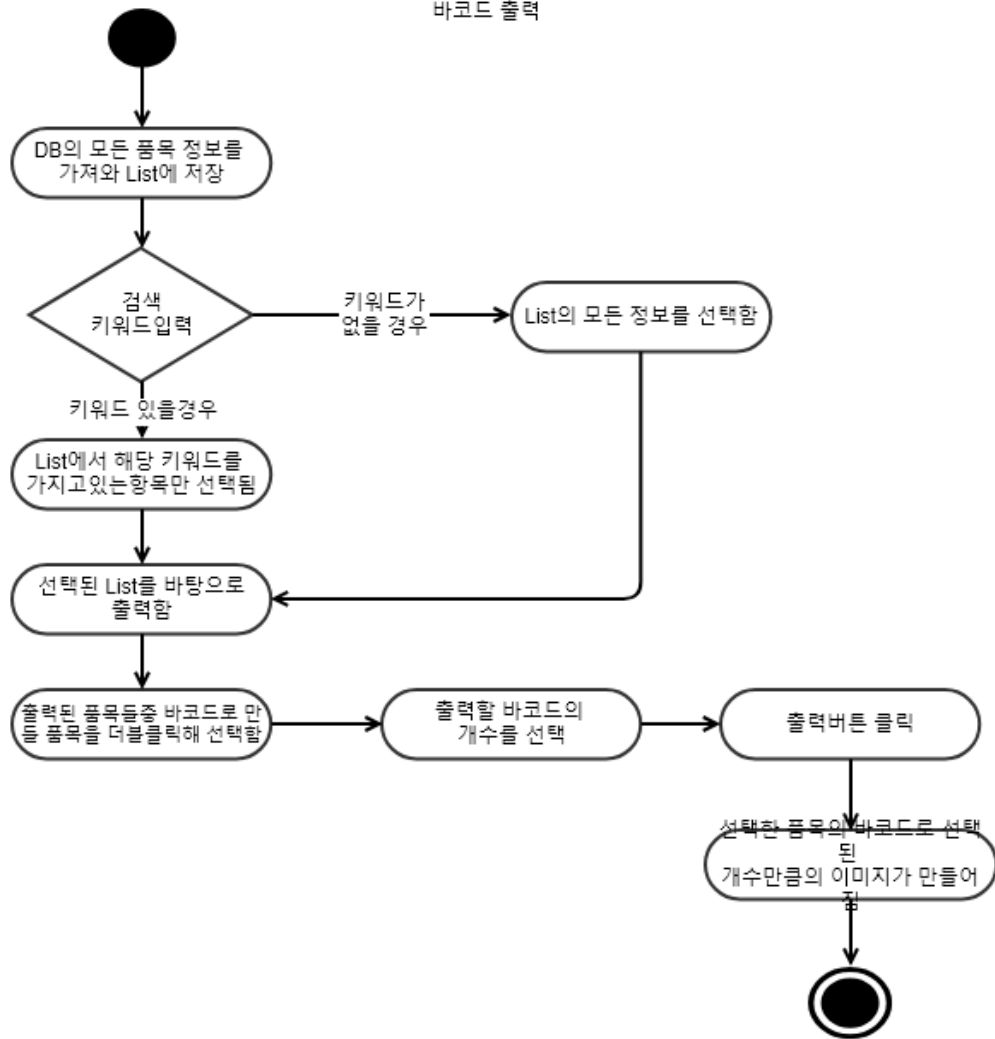 바코드 출력
DB의 모든 품목 정보를
가져와 List에 저장
검색
키워드입력
키워드가
없을 경우
List의 모든 정보를 선택함
키워드 있을경우
List에서 해당 키워드를
가지고있는항목만 선택됨
선택된 List를 바탕으로
출력함
출력된 품목들중 바코드로 만
들 품목을 더블클릭해 선택함
출력할 바코드의
개수를 선택
출력버튼 클릭
선택한 품목의 바코드로 선택
된
개수만큼의 이미지가 만들어
짐